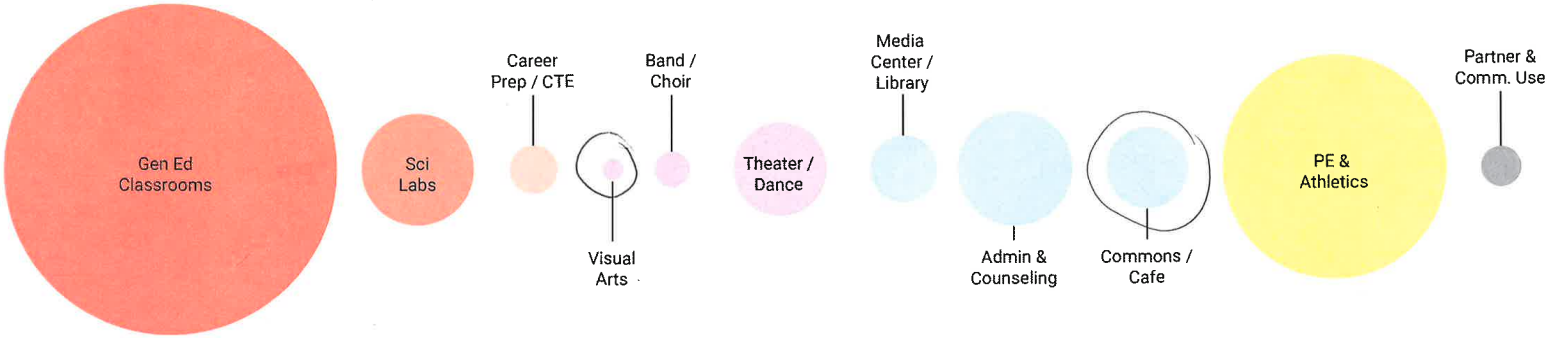 Gen Ed
Classrooms
Sci
Labs
Career
Prep / CTE
Visual
Arts
Band /
Choir
Theater /
Dance
Media
Center /
Library
Admin &
Counseling
Commons /
Cafe
PE &
Athletics
Partner &
Comm. Use